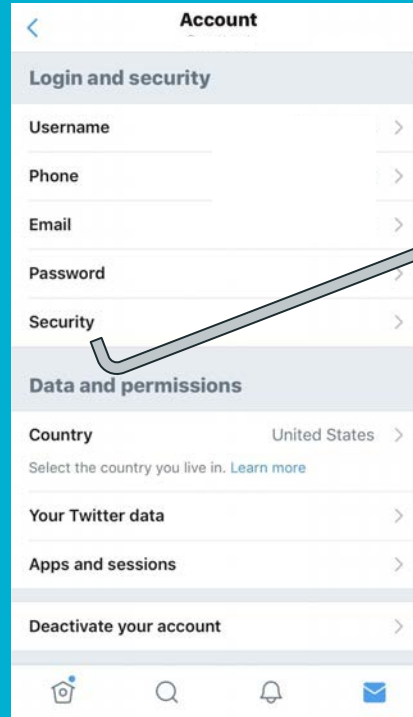 Account
Login and security
Username
Phone
Email
Password
Security
Data and permissions
Country United States
Select the country you live in. Learn more
Your Twitter data
Apps and sessions
Deactivate your account